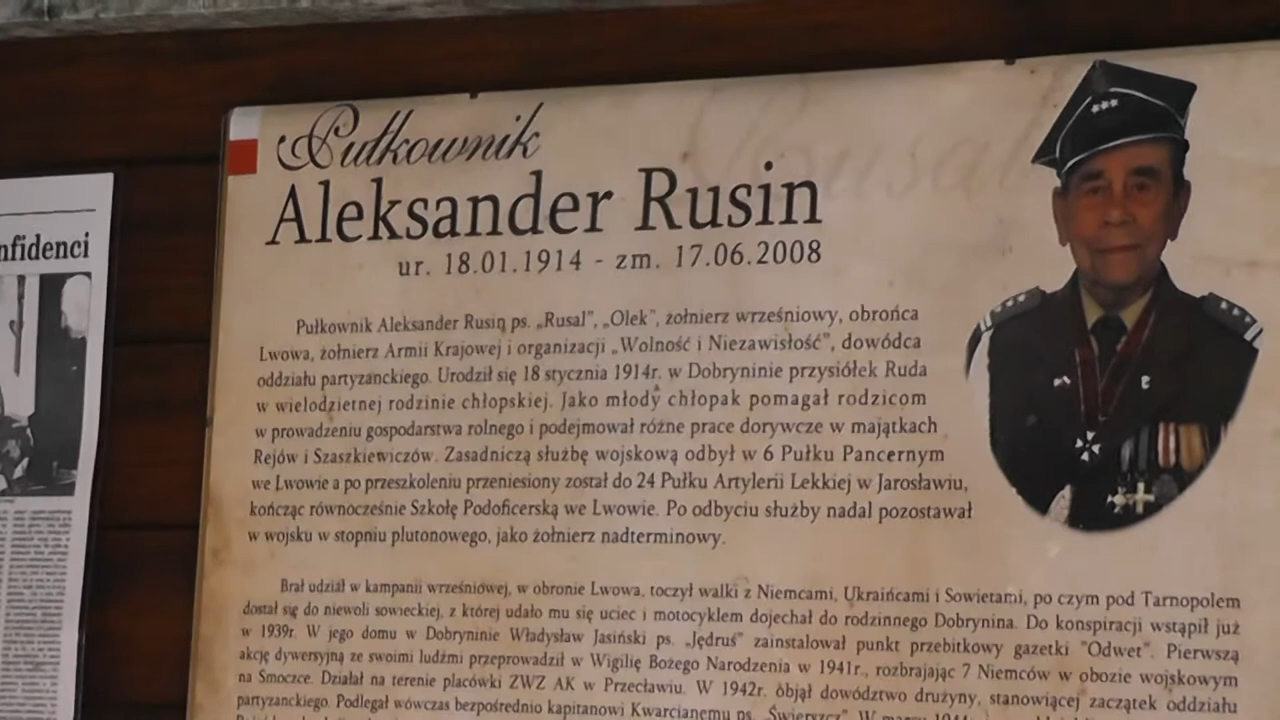 nfidenci
Pułkownik
Aleksander Rusin
ur. 18.01.1914 - zm. 17.06.2008
Pułkownik Aleksander Rusin ps. „Rusal”, „Olek”, żołnierz wrześniowy, obrońca
Lwowa, żołnierz Armii Krajowej i organizacji „Wolność i Niezawisłość”, dowódca
oddziału partyzanckiego. Urodził się 18 stycznia 1914r. w Dobryninie przysiółek Ruda
w wielodzietnej rodzinie chłopskiej. Jako młody chłopak pomagał rodzicom
w prowadzeniu gospodarstwa rolnego i podejmował różne prace dorywcze w majątkach
Rejów i Szaszkiewiczów. Zasadniczą służbę wojskową odbył w 6 Pułku Pancernym
we Lwowie a po przeszkoleniu przeniesiony został do 24 Pułku Artylerii Lekkiej w Jarosławiu,
kończąc równocześnie Szkołę Podoficerską we Lwowie. Po odbyciu służby nadal pozostawał
w wojsku w stopniu plutonowego, jako żołnierz nadterminowy.
Brał udział w kampanii wrześniowej, w obronie Lwowa, toczył walki z Niemcami, Ukraińcami i Sowietami, po czym pod Tarnopolem
dostał się do niewoli sowieckiej, z której udało mu się uciec i motocyklem dojechał do rodzinnego Dobrynina. Do konspiracji wstąpił już
w 1939r. W jego domu w Dobryninie Władysław Jasiński ps. „Jędruś” zainstalował punkt przebitkowy gazetki "Odwet". Pierwszą
akcję dywersyjną ze swoimi ludźmi przeprowadził w Wigilię Bożego Narodzenia w 1941r., rozbrajając 7 Niemców w obozie wojskowym
na Smoczce. Działał na terenie placówki ZWZ AK w Przecławiu. W 1942r. objął dowództwo drużyny, stanowiącej zaczątek oddziału
partyzanckiego. Podlegał wówczas bezpośrednio kapitanowi Kwarcianemu ps. „Świerszcz”. W marcu 1944r.